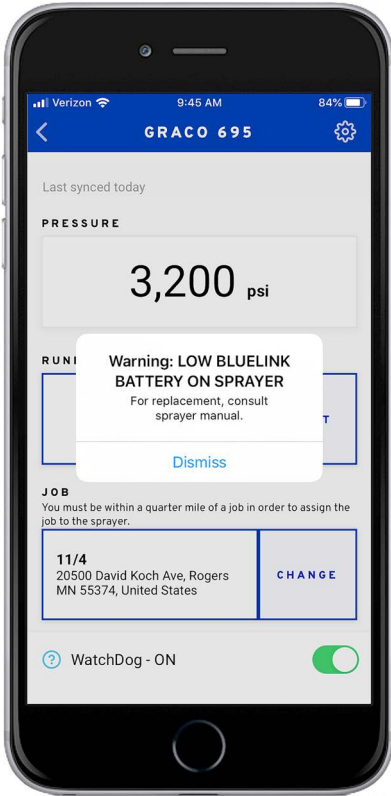 Verizon 9:45 AM 84%
GRACO 695
Last synced today
PRESSURE
3,200 psi
Warning: LOW BLUELINK
BATTERY ON SPRAYER
For replacement, consult
sprayer manual.
Dismiss
JOB
You must be within a quarter mile of a job in order to assign the
job to the sprayer.
11/4
20500 David Koch Ave, Rogers
MN 55374, United States
CHANGE
? WatchDog - ON